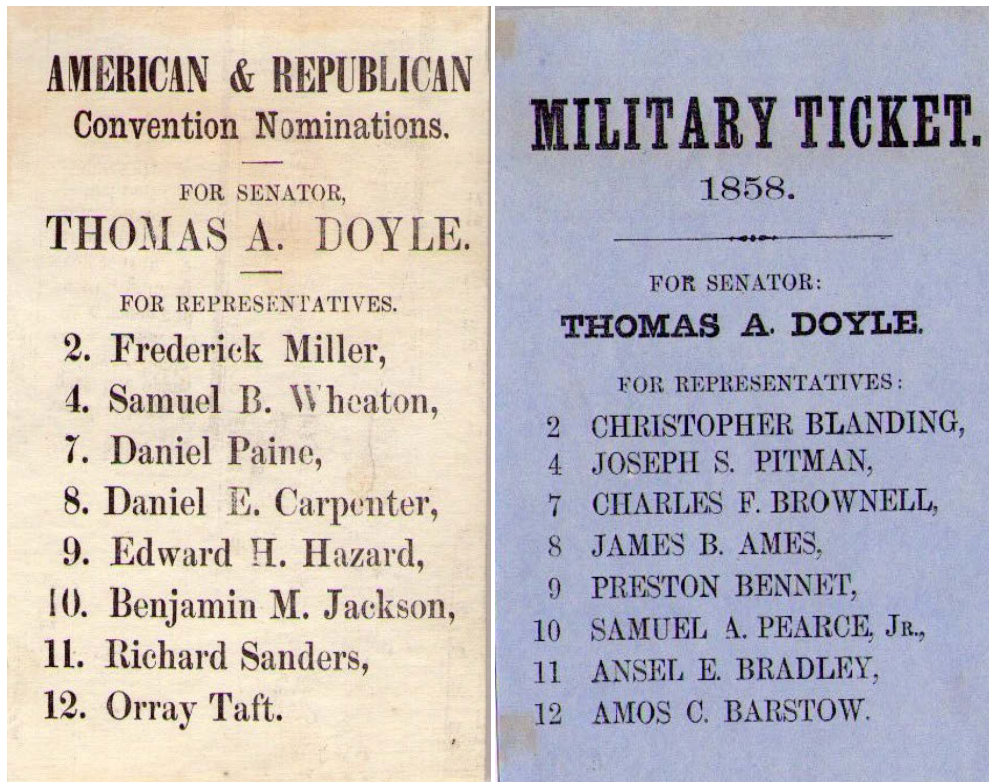 AMERICAN & REPUBLICAN
Convention Nominations.
FOR SENATOR,
THOMAS A. DOYLE.
FOR REPRESENTATIVES.
2. Frederick Miller,
4. Samuel B. Wheaton,
7. Daniel Paine,
8. Daniel E. Carpenter,
9. Edward H. Hazard,
10. Benjamin M. Jackson,
11. Richard Sanders,
12. Orray Taft.
MILITARY TICKET.
1858.
FOR SENATOR:
THOMAS A. DOYLE.
FOR REPRESENTATIVES:
2 CHRISTOPHER BLANDING,
4 JOSEPH S. PITMAN,
7 CHARLES F. BROWNELL,
8 JAMES B. AMES,
9 PRESTON BENNET,
10 SAMUEL A. PEARCE, JR.,
11 ANSEL E. BRADLEY,
12 AMOS C. BARSTOW.